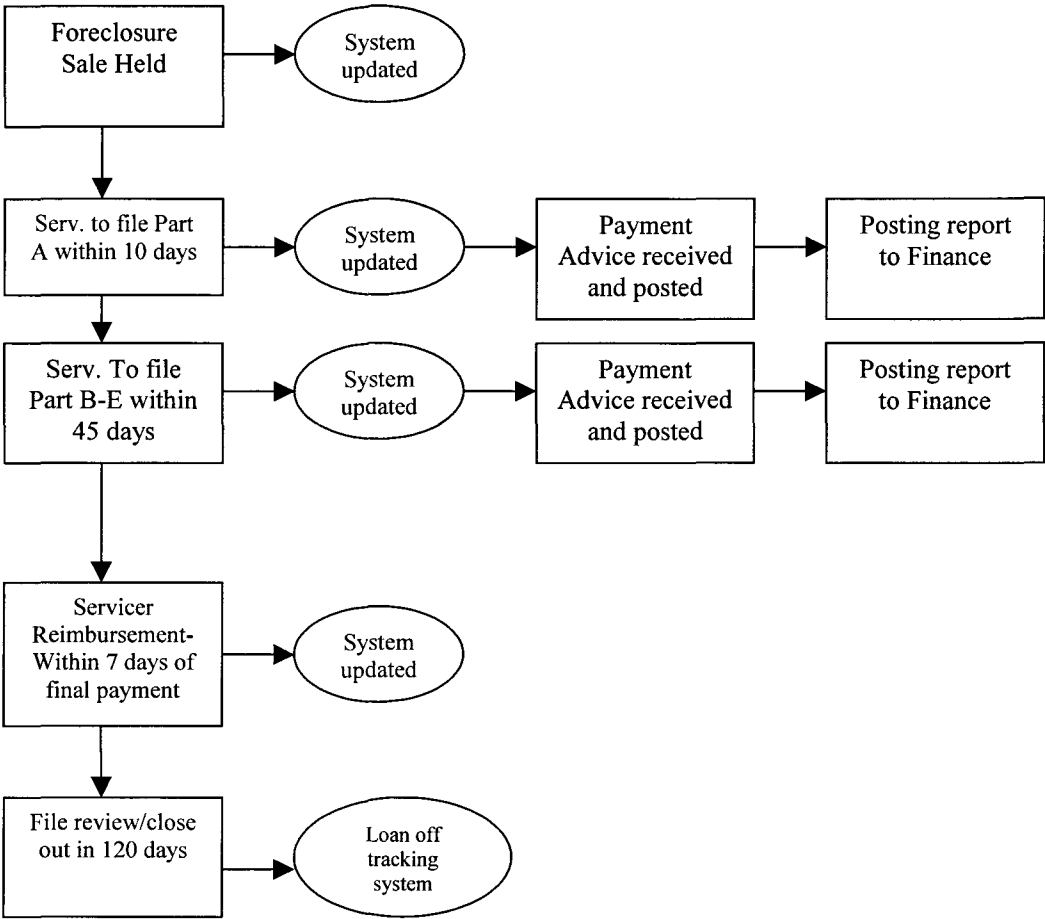 Foreclosure
Sale Held
System
updated
Serv. to file Part
A within 10 days
System
updated
Payment
Advice received
and posted
Posting report
to Finance
Serv. To file
Part B-E within
45 days
System
updated
Payment
Advice received
and posted
Posting report
to Finance
Servicer
Reimbursement-
Within 7 days of
final payment
System
updated
File review/close
out in 120 days
Loan off
tracking
system